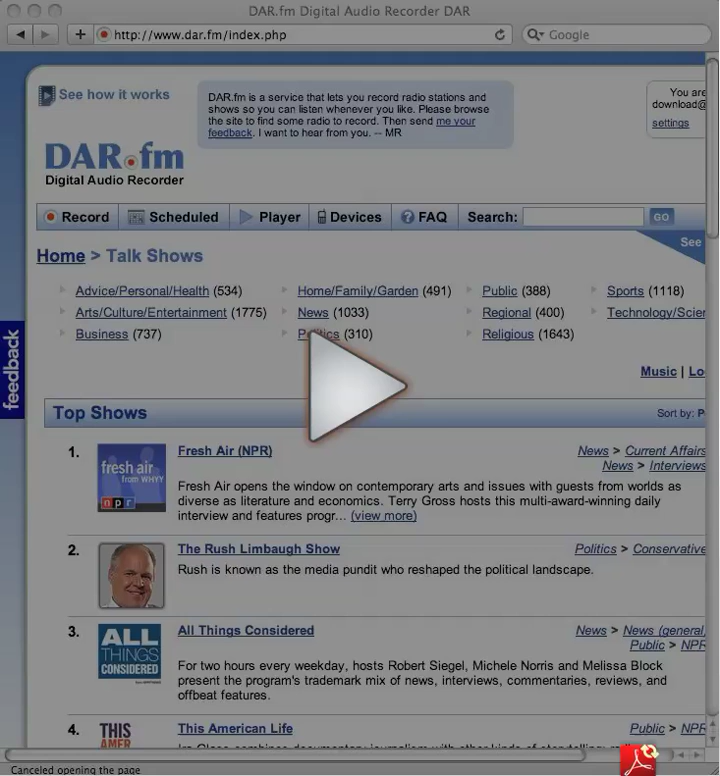 DAR.fm Digital Audio Recorder DAR
http://www.dar.fm/index.php
Google
See how it works
DAR.fm is a service that lets you record radio stations and
shows so you can listen whenever you like. Please browse
the site to find some radio to record. Then send me your
feedback. I want to hear from you. -- MR
You are
download@
settings
DAR.fm
Digital Audio Recorder
Record Scheduled Player Devices FAQ Search: GO
See
Home > Talk Shows
Advice/Personal/Health (534) Home/Family/Garden (491) Public (388) Sports (1118)
Arts/Culture/Entertainment (1775) News (1033) Regional (400) Technology/Scien
Business (737) Politics (310) Religious (1643)
feedback
Music | Lo
Top Shows Sort by: P
1. Fresh Air (NPR) News > Current Affairs
News > Interviews
fresh air
from WHYY
npr
Fresh Air opens the window on contemporary arts and issues with guests from worlds as
diverse as literature and economics. Terry Gross hosts this multi-award-winning daily
interview and features progr... (view more)
2. The Rush Limbaugh Show Politics > Conservative
Rush is known as the media pundit who reshaped the political landscape.
3. All Things Considered News > News (general)
Public > NPR
ALL
THINGS
CONSIDERED
For two hours every weekday, hosts Robert Siegel, Michele Norris and Melissa Block
present the program's trademark mix of news, interviews, commentaries, reviews, and
offbeat features.
4. This American Life Public > NPR
THIS
AMER
Canceled opening the page